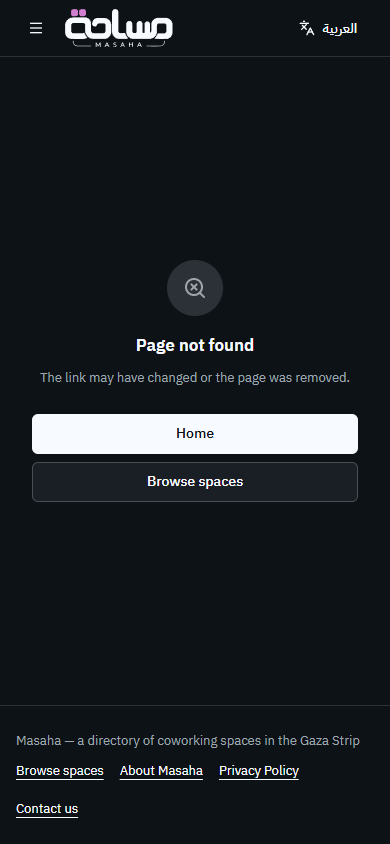 مساحة
MASAHA
العربية
Page not found
The link may have changed or the page was removed.
Home
Browse spaces
Masaha — a directory of coworking spaces in the Gaza Strip
Browse spaces About Masaha Privacy Policy
Contact us